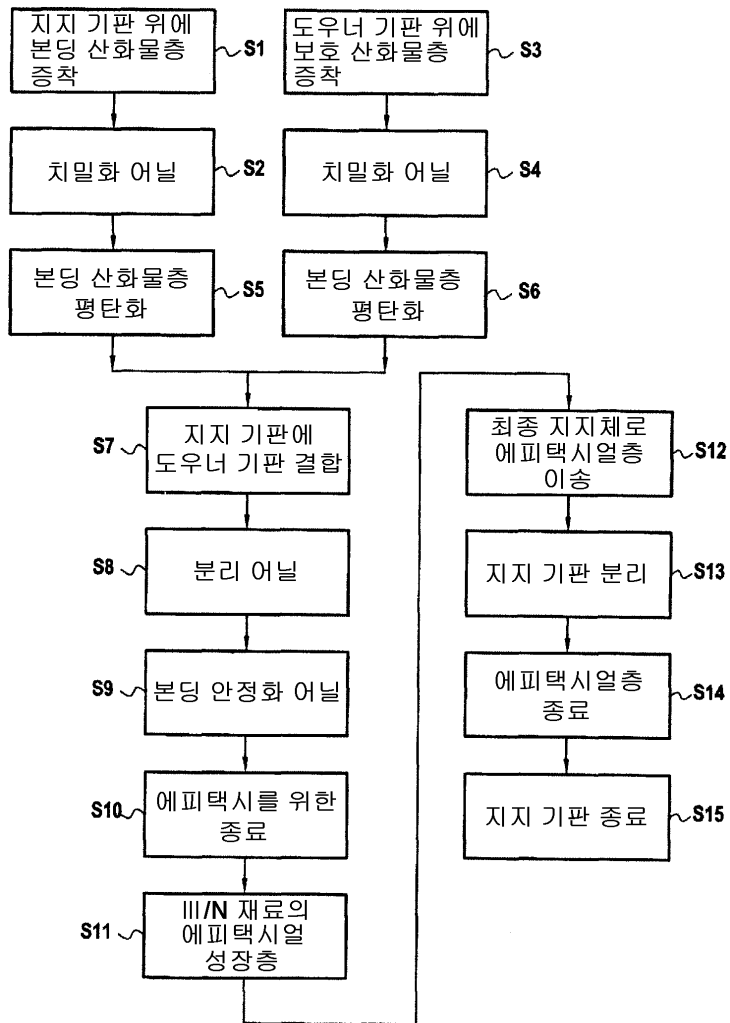 지지 기판 위에
본딩 산화물층
증착
S1
도우너 기판 위에
보호 산화물층
증착
S3
치밀화 어닐
S2
치밀화 어닐
S4
본딩 산화물층
평탄화
S5
본딩 산화물층
평탄화
S6
S7
지지 기판에
도우너 기판 결합
S8
분리 어닐
S9
본딩 안정화 어닐
S10
에피택시를 위한
종료
S11
III/N 재료의
에피택시얼
성장층
최종 지지체로
에피택시얼층
이송
S12
지지 기판 분리
S13
에피택시얼층
종료
S14
지지 기판 종료
S15